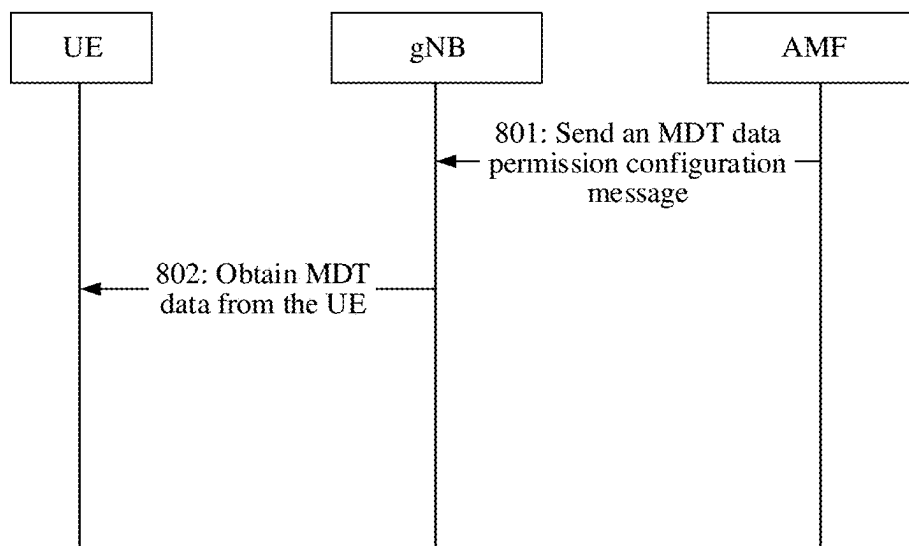 UE
gNB
AMF
801: Send an MDT data
permission configuration
message
802: Obtain MDT
data from the UE